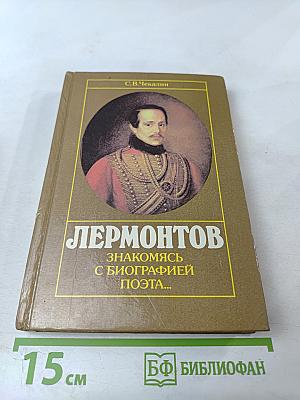 С. В. Чекалин
ЛЕРМОНТОВ
ЗНАКОМЯСЬ
С БИОГРАФИЕЙ
ПОЭТА...
15 см
БФ БИБЛИОФАН